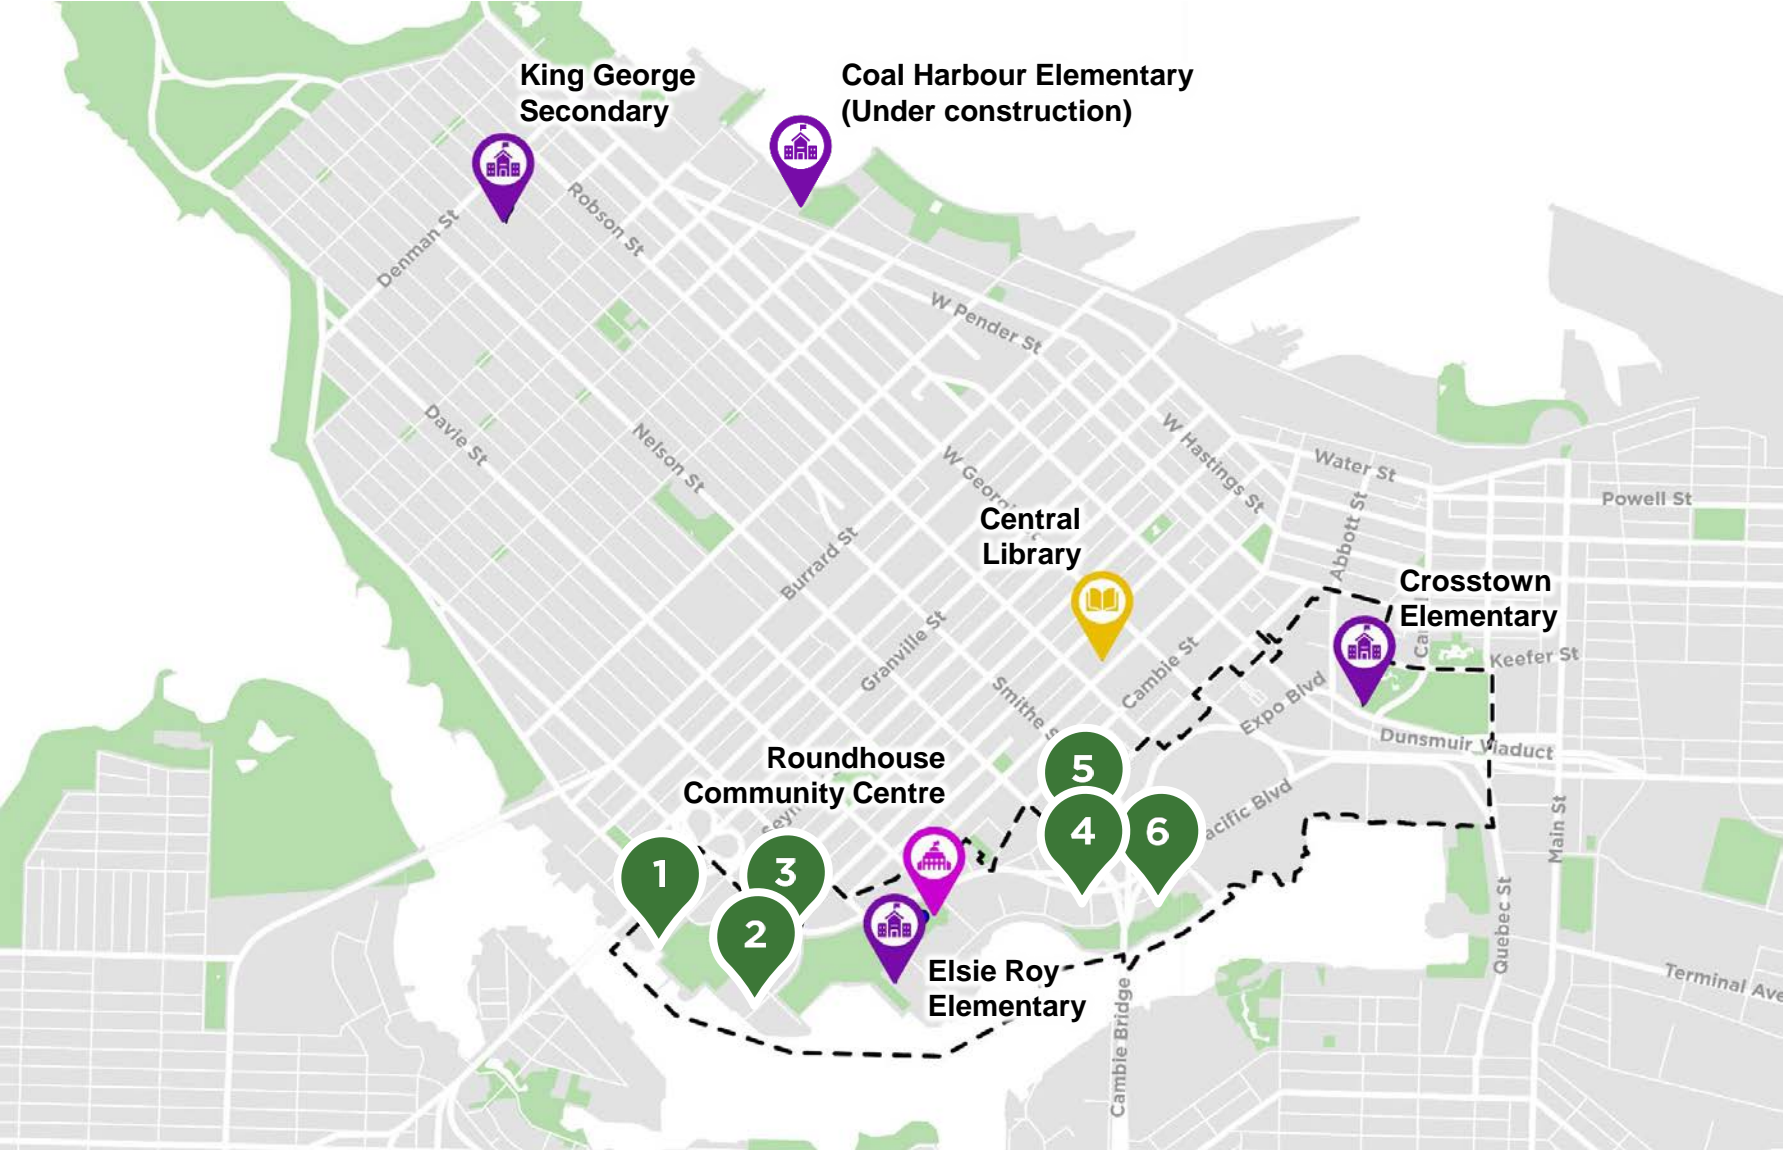 King George
Secondary
Coal Harbour Elementary
(Under construction)
Robson St
Denman St
W Pender St
Davie St
Nelson St
W Hastings St
Water St
Powell St
Abbott St
Central
Library
Burrard St
Crosstown
Elementary
Keefer St
Granville St
Cambie St
Smithe
Expo Blvd
Dunsmuir Viaduct
Roundhouse
Community Centre
5
4
6
Main St
1
3
2
Quebec St
Elsie Roy
Elementary
Terminal Ave
Cambie Bridge